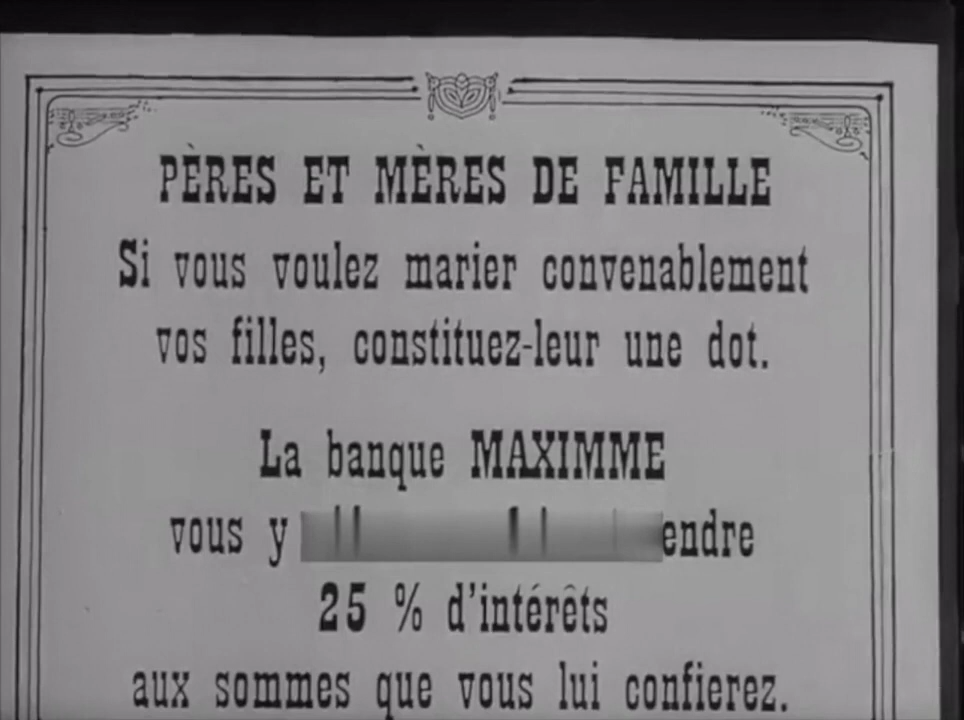 PÈRES ET MÈRES DE FAMILLE
Si vous voulez marier convenablement
vos filles, constituez-leur une dot.
La banque MAXIMME
vous y endre
25 % d'intérêts
aux sommes que vous lui confierez.